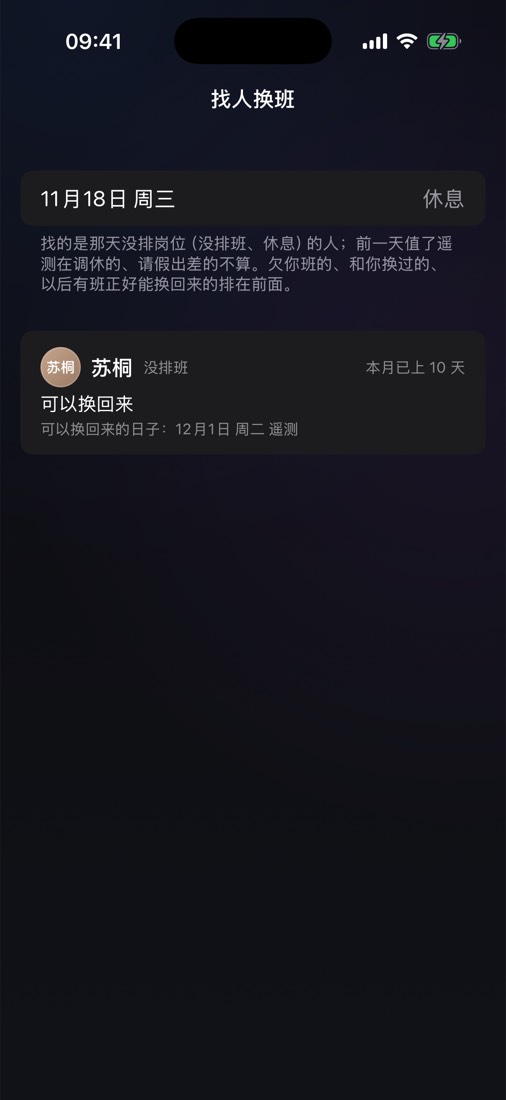 09:41
找人换班
11月18日 周三 休息
找的是那天没排岗位（没排班、休息）的人；前一天值了遥
测在调休的、请假出差的不算。欠你班的、和你换过的、
以后有班正好能换回来的排在前面。
苏桐 苏桐 没排班 本月已上 10 天
可以换回来
可以换回来的日子：12月1日 周二 遥测